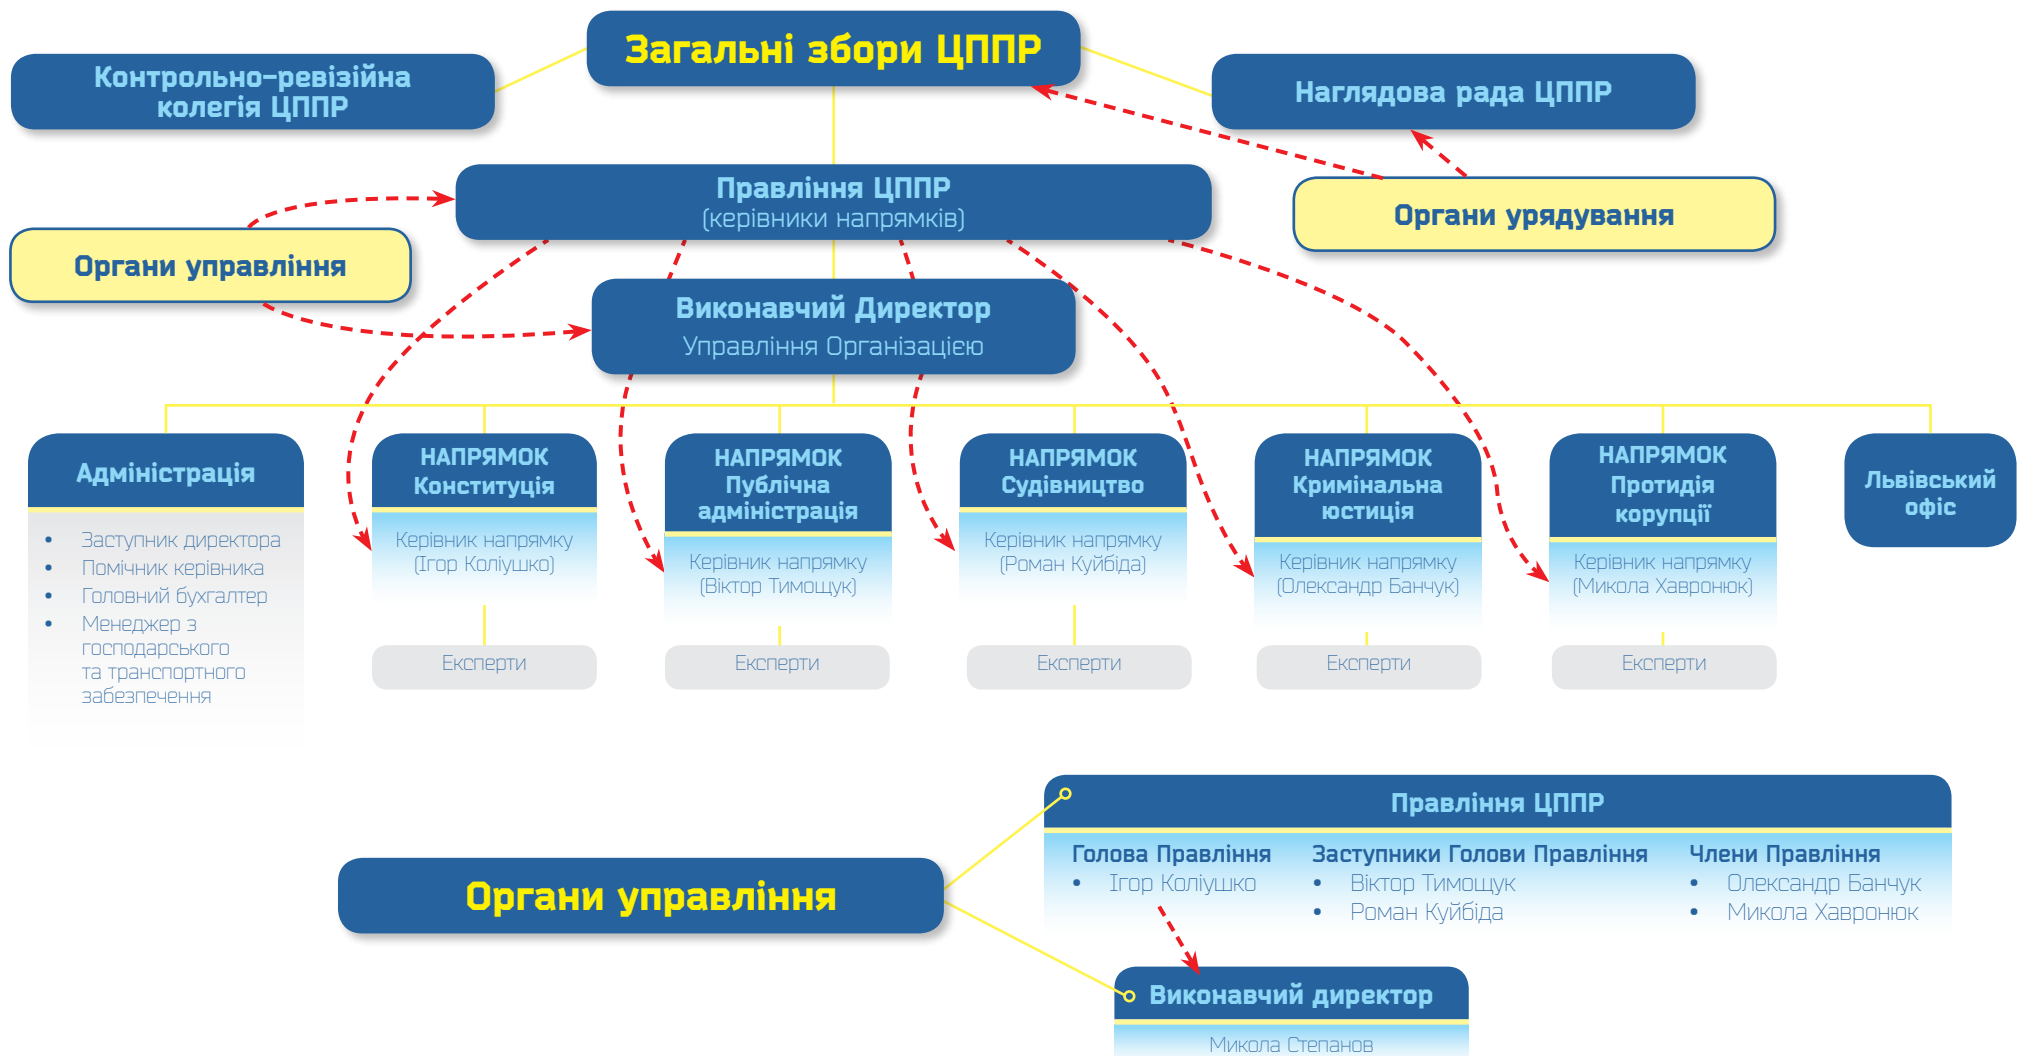 Загальні збори ЦППР
Контрольно-ревізійна
колегія ЦППР
Наглядова рада ЦППР
Правління ЦППР
(керівники напрямків)
Органи урядування
Органи управління
Виконавчий Директор
Управління Організацією
Адміністрація
• Заступник директора
• Помічник керівника
• Головний бухгалтер
• Менеджер з
господарського
та транспортного
забезпечення
НАПРЯМОК
Конституція
Керівник напрямку
(Ігор Коліушко)
Експерти
НАПРЯМОК
Публічна
адміністрація
Керівник напрямку
(Віктор Тимощук)
Експерти
НАПРЯМОК
Судівництво
Керівник напрямку
(Роман Куйбіда)
Експерти
НАПРЯМОК
Кримінальна
юстиція
Керівник напрямку
(Олександр Банчук)
Експерти
НАПРЯМОК
Протидія
корупції
Керівник напрямку
(Микола Хавронюк)
Експерти
Львівський
офіс
Органи управління
Правління ЦППР
Голова Правління
• Ігор Коліушко
Заступники Голови Правління
• Віктор Тимощук
• Роман Куйбіда
Члени Правління
• Олександр Банчук
• Микола Хавронюк
Виконавчий директор
Микола Степанов